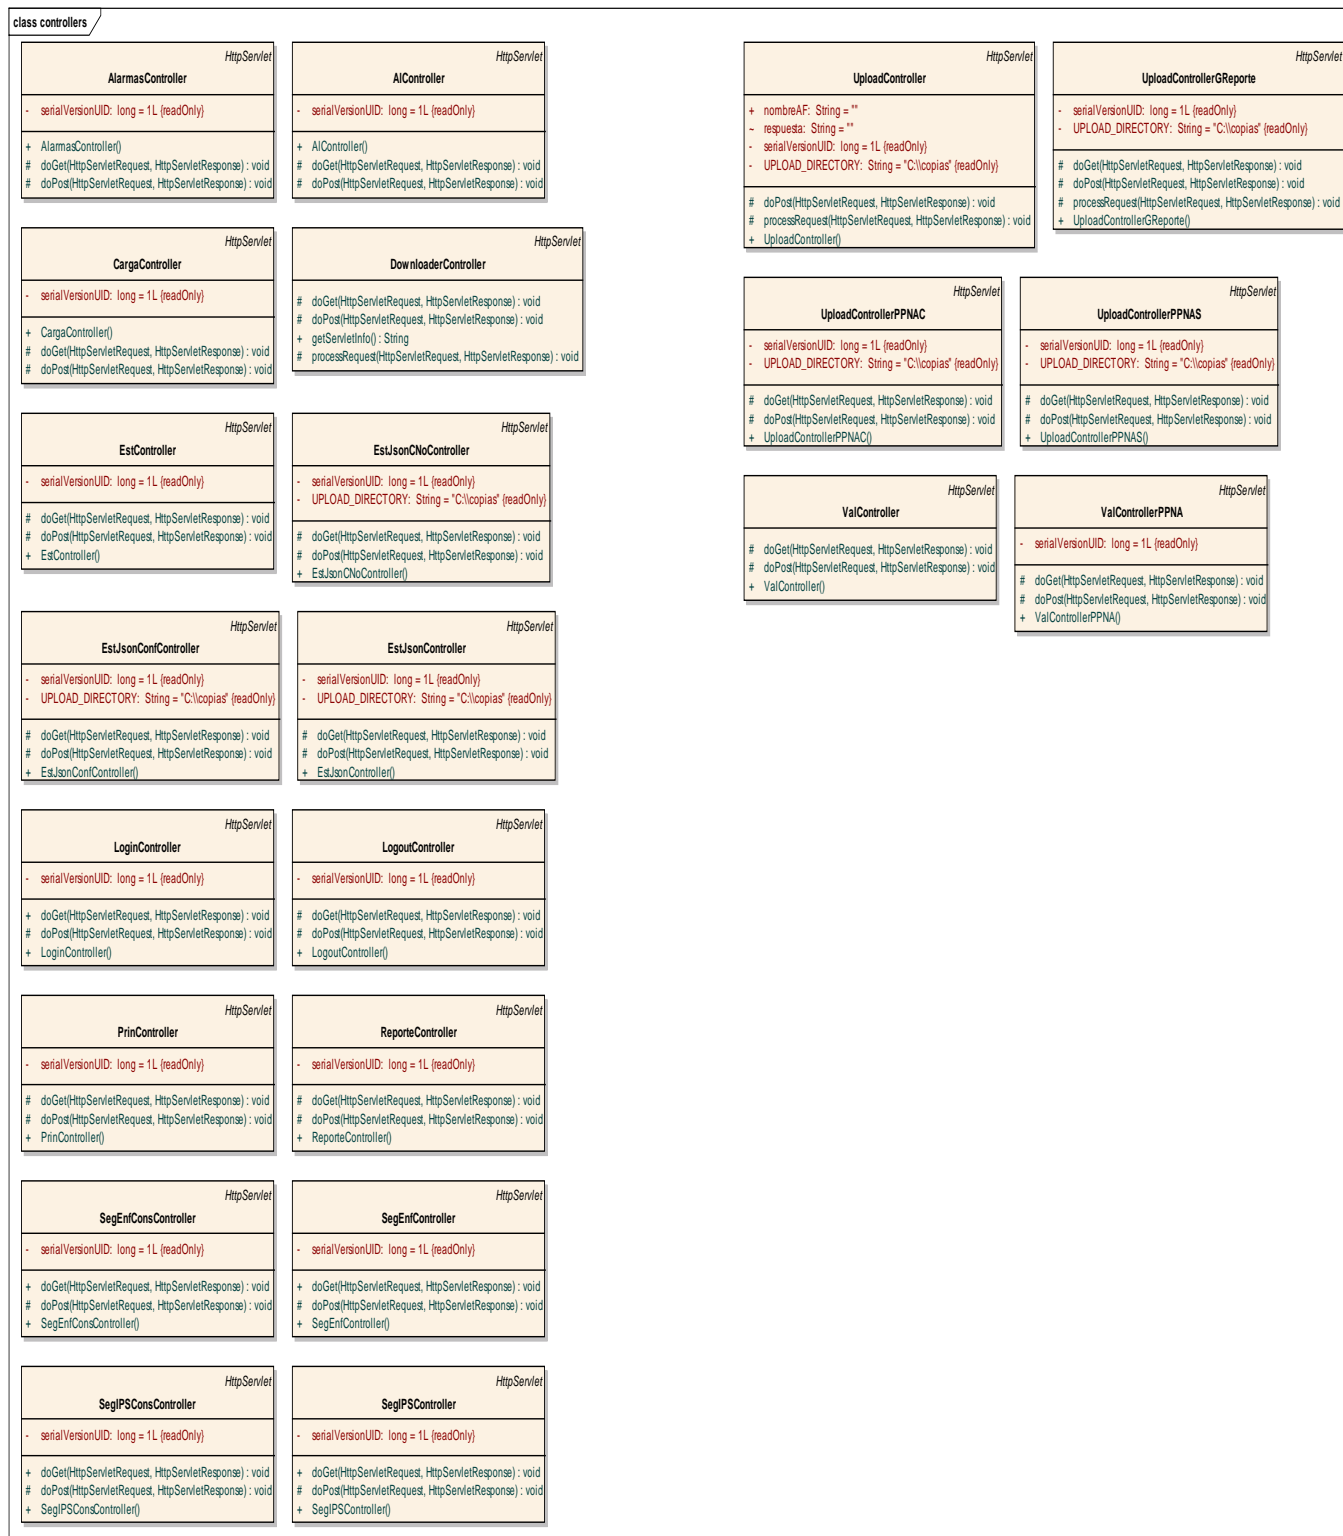 class controllers
HttpServlet
AlarmasController
- serialVersionUID: long = 1L {readOnly}
+ AlarmasController()
# doGet(HttpServletRequest, HttpServletResponse) : void
# doPost(HttpServletRequest, HttpServletResponse) : void
HttpServlet
AIController
- serialVersionUID: long = 1L {readOnly}
+ AIController()
# doGet(HttpServletRequest, HttpServletResponse) : void
# doPost(HttpServletRequest, HttpServletResponse) : void
HttpServlet
UploadController
+ nombreAF: String = ""
~ respuesta: String = ""
- serialVersionUID: long = 1L {readOnly}
- UPLOAD_DIRECTORY: String = "C:\\copias" {readOnly}
# doPost(HttpServletRequest, HttpServletResponse) : void
# processRequest(HttpServletRequest, HttpServletResponse) : void
+ UploadController()
HttpServlet
UploadControllerGReporte
- serialVersionUID: long = 1L {readOnly}
- UPLOAD_DIRECTORY: String = "C:\\copias" {readOnly}
# doGet(HttpServletRequest, HttpServletResponse) : void
# doPost(HttpServletRequest, HttpServletResponse) : void
# processRequest(HttpServletRequest, HttpServletResponse) : void
+ UploadControllerGReporte()
HttpServlet
CargaController
- serialVersionUID: long = 1L {readOnly}
+ CargaController()
# doGet(HttpServletRequest, HttpServletResponse) : void
# doPost(HttpServletRequest, HttpServletResponse) : void
HttpServlet
DownloaderController
# doGet(HttpServletRequest, HttpServletResponse) : void
# doPost(HttpServletRequest, HttpServletResponse) : void
+ getServletInfo() : String
# processRequest(HttpServletRequest, HttpServletResponse) : void
HttpServlet
UploadControllerPPNAC
- serialVersionUID: long = 1L {readOnly}
- UPLOAD_DIRECTORY: String = "C:\\copias" {readOnly}
# doGet(HttpServletRequest, HttpServletResponse) : void
# doPost(HttpServletRequest, HttpServletResponse) : void
+ UploadControllerPPNAC()
HttpServlet
UploadControllerPPNAS
- serialVersionUID: long = 1L {readOnly}
- UPLOAD_DIRECTORY: String = "C:\\copias" {readOnly}
# doGet(HttpServletRequest, HttpServletResponse) : void
# doPost(HttpServletRequest, HttpServletResponse) : void
+ UploadControllerPPNAS()
HttpServlet
EstController
- serialVersionUID: long = 1L {readOnly}
# doGet(HttpServletRequest, HttpServletResponse) : void
# doPost(HttpServletRequest, HttpServletResponse) : void
+ EstController()
HttpServlet
EstJsonCNoController
- serialVersionUID: long = 1L {readOnly}
- UPLOAD_DIRECTORY: String = "C:\\copias" {readOnly}
# doGet(HttpServletRequest, HttpServletResponse) : void
# doPost(HttpServletRequest, HttpServletResponse) : void
+ EstJsonCNoController()
HttpServlet
ValController
# doGet(HttpServletRequest, HttpServletResponse) : void
# doPost(HttpServletRequest, HttpServletResponse) : void
+ ValController()
HttpServlet
ValControllerPPNA
- serialVersionUID: long = 1L {readOnly}
# doGet(HttpServletRequest, HttpServletResponse) : void
# doPost(HttpServletRequest, HttpServletResponse) : void
+ ValControllerPPNA()
HttpServlet
EstJsonConfController
- serialVersionUID: long = 1L {readOnly}
- UPLOAD_DIRECTORY: String = "C:\\copias" {readOnly}
# doGet(HttpServletRequest, HttpServletResponse) : void
# doPost(HttpServletRequest, HttpServletResponse) : void
+ EstJsonConfController()
HttpServlet
EstJsonController
- serialVersionUID: long = 1L {readOnly}
- UPLOAD_DIRECTORY: String = "C:\\copias" {readOnly}
# doGet(HttpServletRequest, HttpServletResponse) : void
# doPost(HttpServletRequest, HttpServletResponse) : void
+ EstJsonController()
HttpServlet
LoginController
- serialVersionUID: long = 1L {readOnly}
+ doGet(HttpServletRequest, HttpServletResponse) : void
# doPost(HttpServletRequest, HttpServletResponse) : void
+ LoginController()
HttpServlet
LogoutController
- serialVersionUID: long = 1L {readOnly}
# doGet(HttpServletRequest, HttpServletResponse) : void
# doPost(HttpServletRequest, HttpServletResponse) : void
+ LogoutController()
HttpServlet
PrinController
- serialVersionUID: long = 1L {readOnly}
# doGet(HttpServletRequest, HttpServletResponse) : void
# doPost(HttpServletRequest, HttpServletResponse) : void
+ PrinController()
HttpServlet
ReporteController
- serialVersionUID: long = 1L {readOnly}
# doGet(HttpServletRequest, HttpServletResponse) : void
# doPost(HttpServletRequest, HttpServletResponse) : void
+ ReporteController()
HttpServlet
SegEnfConsController
- serialVersionUID: long = 1L {readOnly}
+ doGet(HttpServletRequest, HttpServletResponse) : void
# doPost(HttpServletRequest, HttpServletResponse) : void
+ SegEnfConsController()
HttpServlet
SegEnfController
- serialVersionUID: long = 1L {readOnly}
+ doGet(HttpServletRequest, HttpServletResponse) : void
# doPost(HttpServletRequest, HttpServletResponse) : void
+ SegEnfController()
HttpServlet
SegIPSConsController
- serialVersionUID: long = 1L {readOnly}
+ doGet(HttpServletRequest, HttpServletResponse) : void
# doPost(HttpServletRequest, HttpServletResponse) : void
+ SegIPSConsController()
HttpServlet
SegIPSController
- serialVersionUID: long = 1L {readOnly}
+ doGet(HttpServletRequest, HttpServletResponse) : void
# doPost(HttpServletRequest, HttpServletResponse) : void
+ SegIPSController()